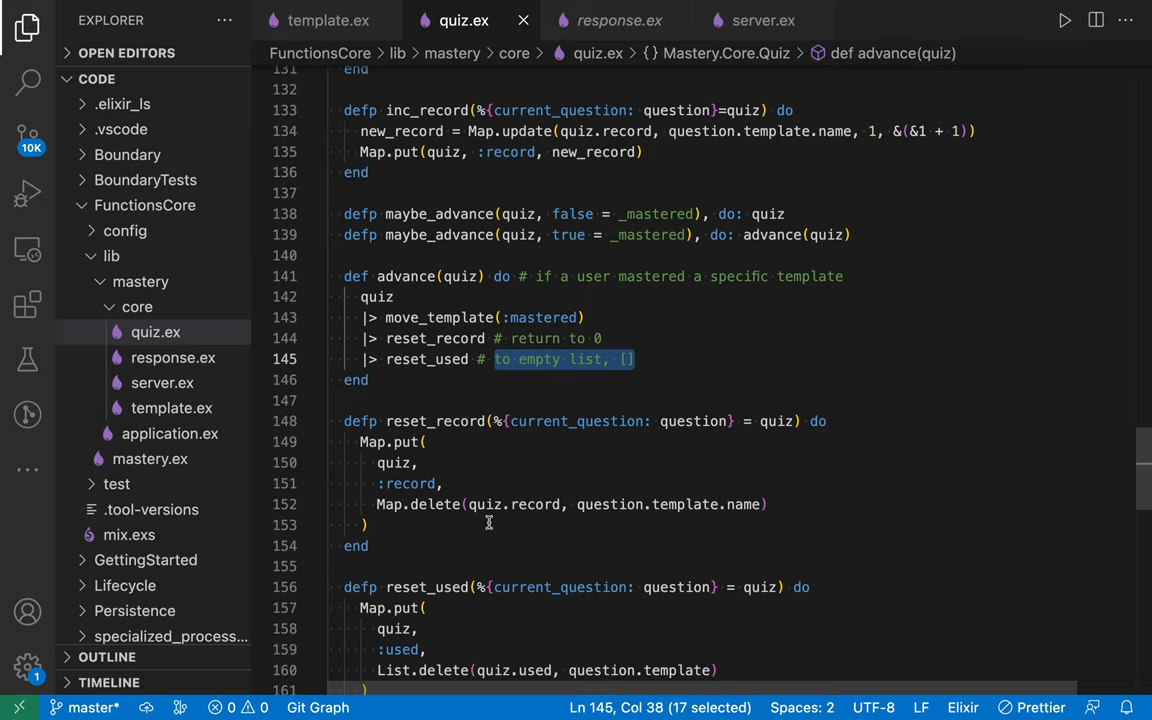 EXPLORER
OPEN EDITORS
CODE
.elixir_ls
.vscode
Boundary
BoundaryTests
FunctionsCore
config
lib
mastery
core
quiz.ex
response.ex
server.ex
template.ex
application.ex
mastery.ex
test
.tool-versions
mix.exs
GettingStarted
Lifecycle
Persistence
specialized_process...
OUTLINE
TIMELINE
10K
1
template.ex
quiz.ex
response.ex
server.ex
FunctionsCore > lib > mastery > core > quiz.ex > {} Mastery.Core.Quiz > def advance(quiz)
131 end
132
133 defp inc_record(%{current_question: question}=quiz) do
134 new_record = Map.update(quiz.record, question.template.name, 1, &(&1 + 1))
135 Map.put(quiz, :record, new_record)
136 end
137
138 defp maybe_advance(quiz, false = _mastered), do: quiz
139 defp maybe_advance(quiz, true = _mastered), do: advance(quiz)
140
141 def advance(quiz) do # if a user mastered a specific template
142 quiz
143 |> move_template(:mastered)
144 |> reset_record # return to 0
145 |> reset_used # to empty list, []
146 end
147
148 defp reset_record(%{current_question: question} = quiz) do
149 Map.put(
150 quiz,
151 :record,
152 Map.delete(quiz.record, question.template.name)
153 )
154 end
155
156 defp reset_used(%{current_question: question} = quiz) do
157 Map.put(
158 quiz,
159 :used,
160 List.delete(quiz.used, question.template)
161 )
master* 0 0 Git Graph Ln 145, Col 38 (17 selected) Spaces: 2 UTF-8 LF Elixir Prettier